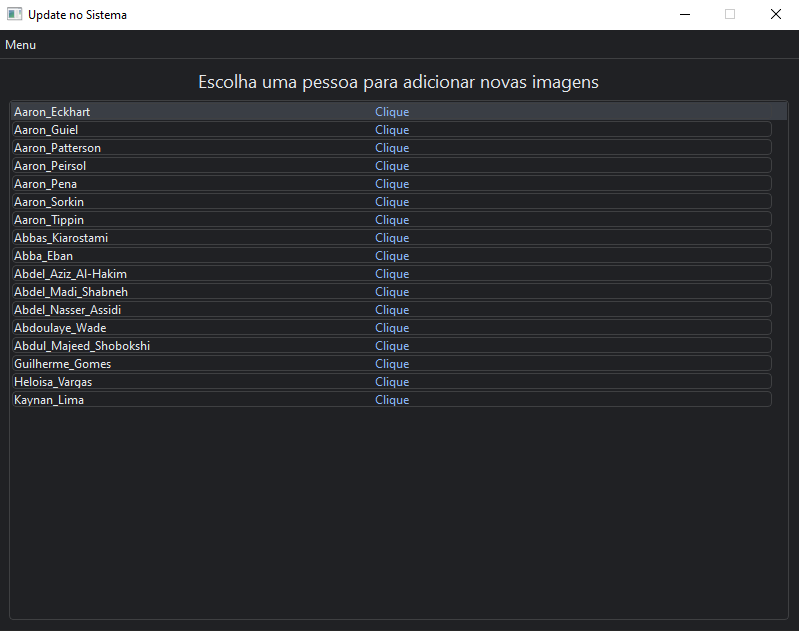 Update no Sistema
Menu
Escolha uma pessoa para adicionar novas imagens
Aaron_Eckhart Clique
Aaron_Guiel Clique
Aaron_Patterson Clique
Aaron_Peirsol Clique
Aaron_Pena Clique
Aaron_Sorkin Clique
Aaron_Tippin Clique
Abbas_Kiarostami Clique
Abba_Eban Clique
Abdel_Aziz_Al-Hakim Clique
Abdel_Madi_Shabneh Clique
Abdel_Nasser_Assidi Clique
Abdoulaye_Wade Clique
Abdul_Majeed_Shobokshi Clique
Guilherme_Gomes Clique
Heloisa_Vargas Clique
Kaynan_Lima Clique